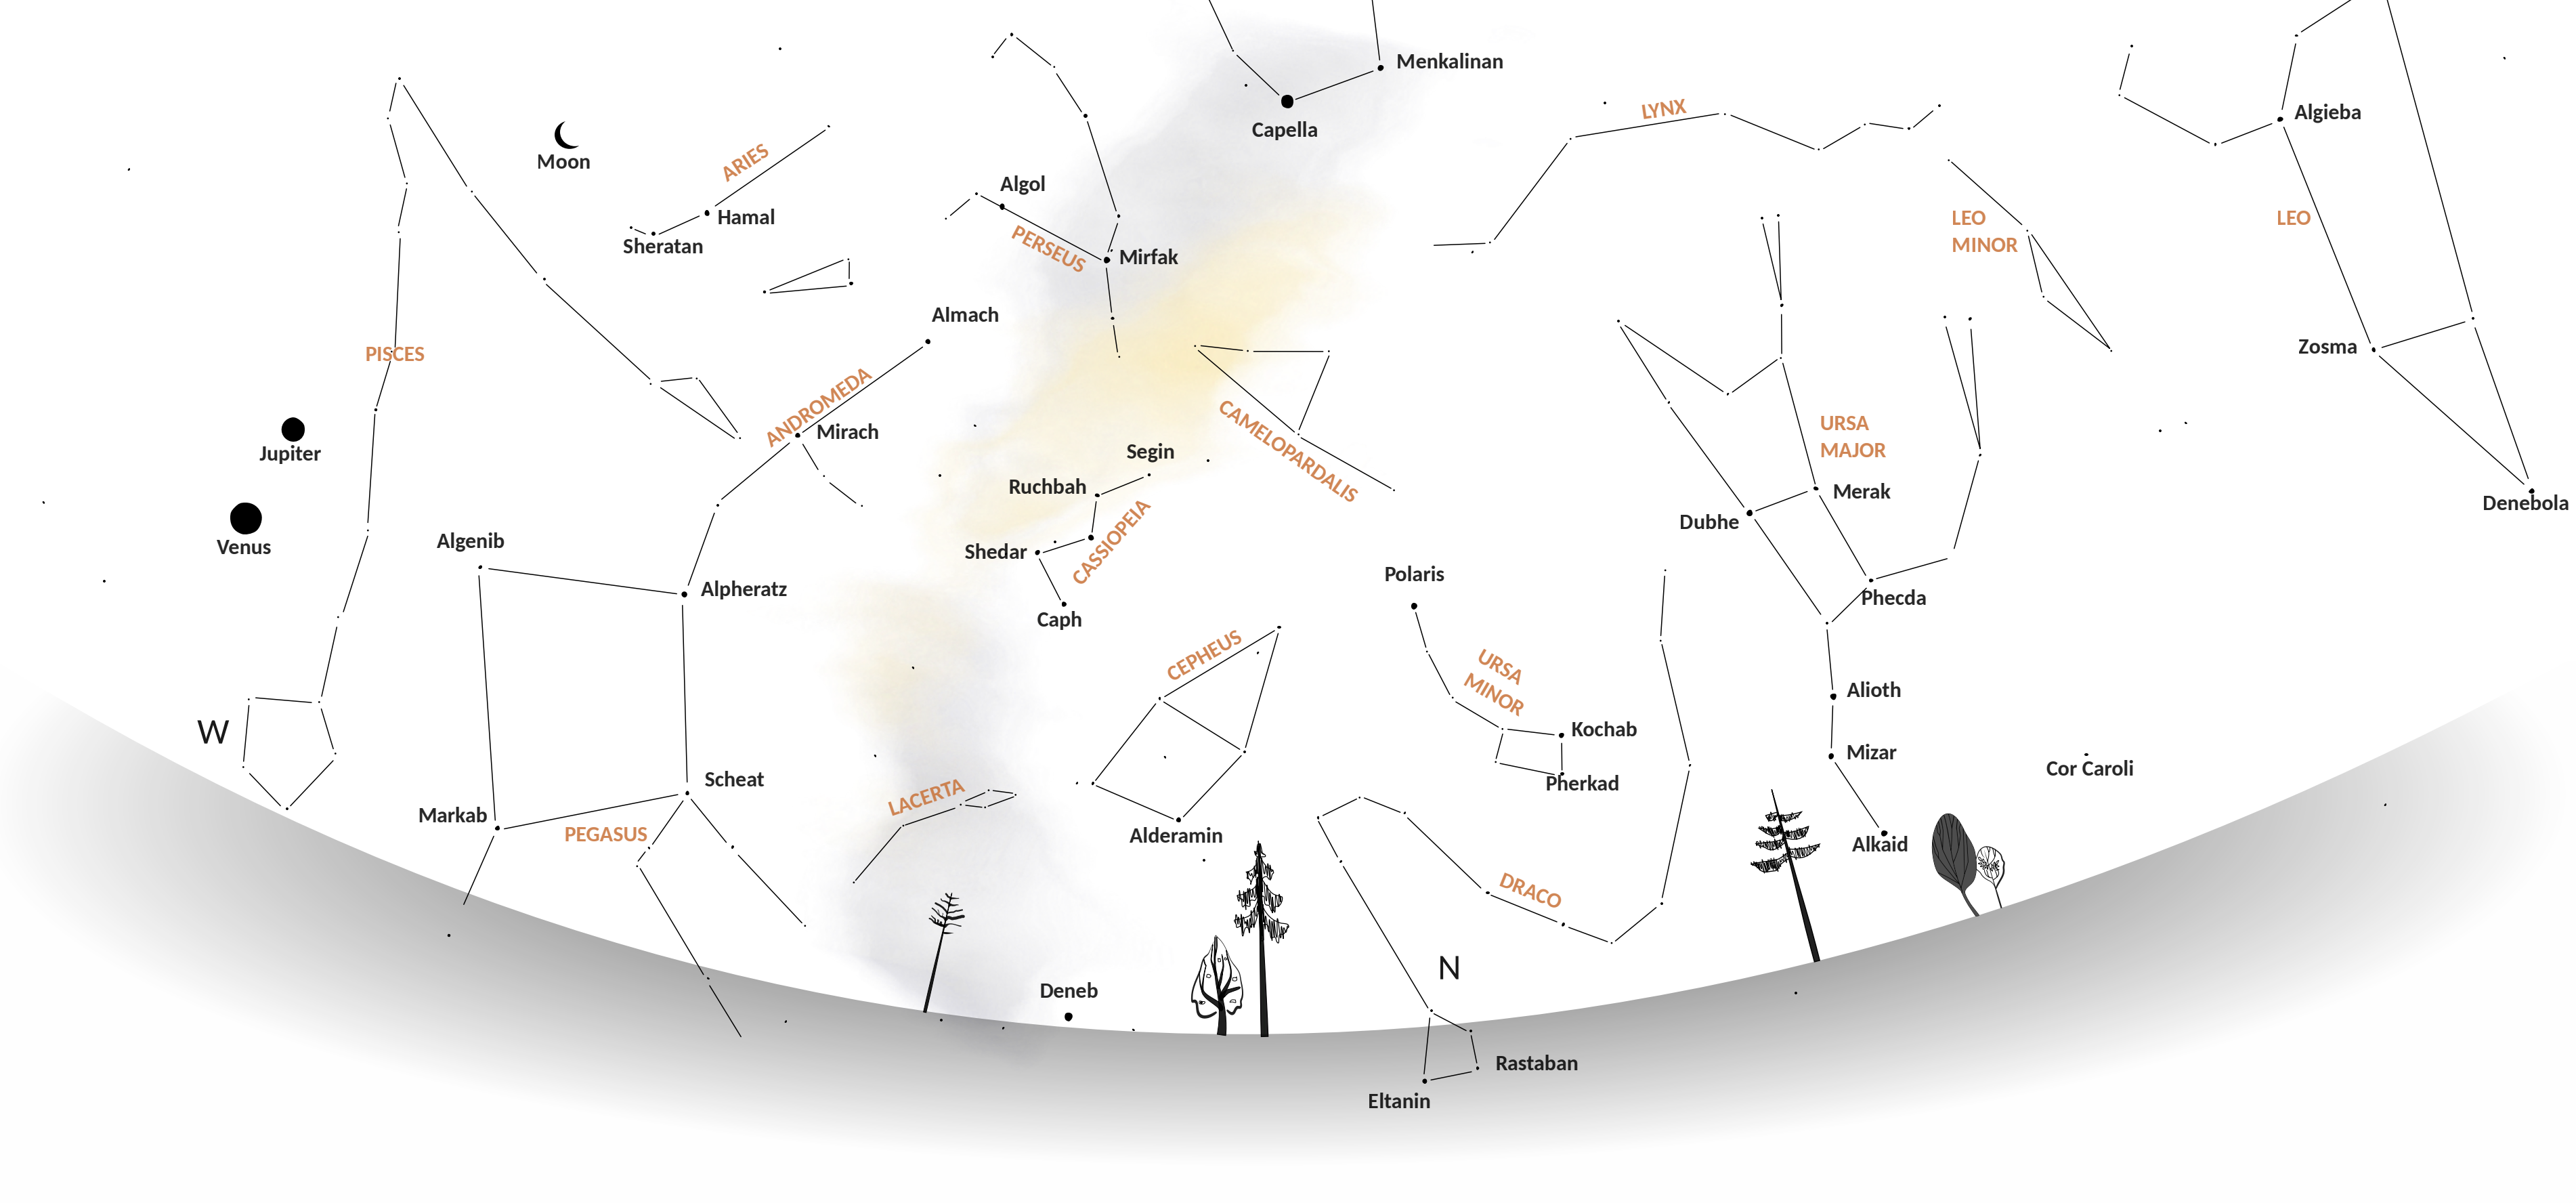 Menkalinan
Capella
LYNX
Algieba
Moon
ARIES
Hamal
Sheratan
Algol
PERSEUS
Mirfak
LEO
MINOR
LEO
Almach
PISCES
ANDROMEDA
Mirach
Zosma
CAMELOPARDALIS
URSA
MAJOR
Jupiter
Segin
Ruchbah
Merak
Denebola
Venus
Algenib
Shedar
CASSIOPEIA
Dubhe
Alpheratz
Caph
Polaris
Phecda
CEPHEUS
URSA
MINOR
Alioth
W
Kochab
Mizar
Cor Caroli
Scheat
Pherkad
LACERTA
Markab
PEGASUS
Alderamin
Alkaid
DRACO
N
Deneb
Rastaban
Eltanin